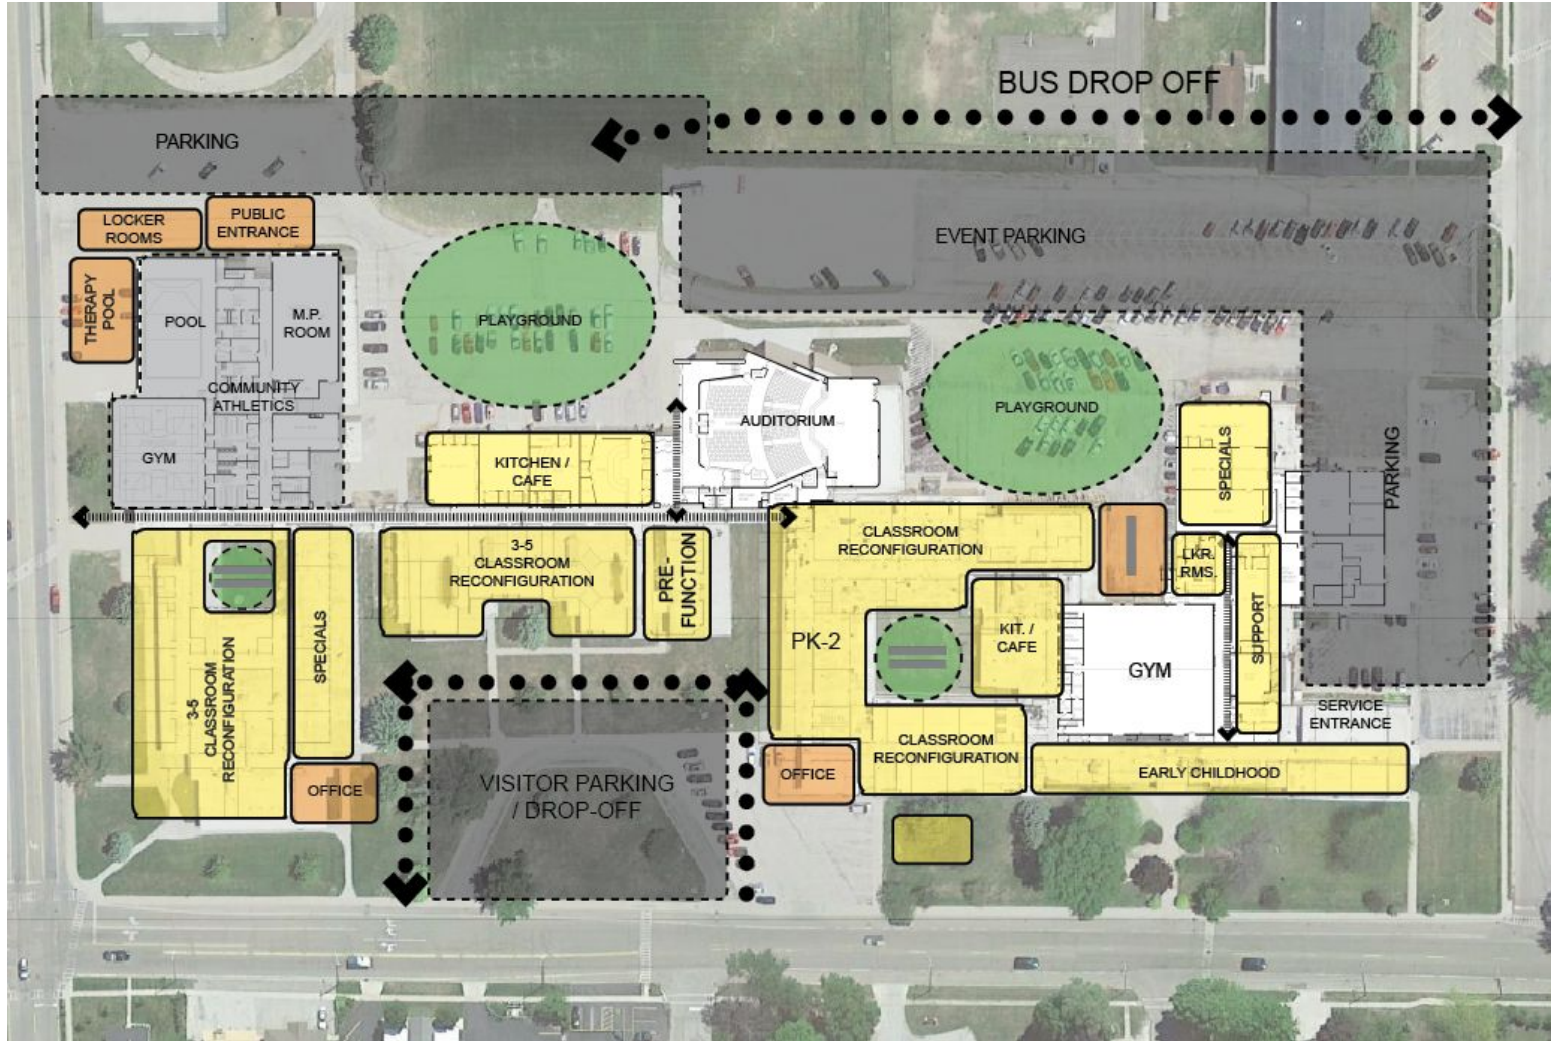 BUS DROP OFF
PARKING
LOCKER
ROOMS
PUBLIC
ENTRANCE
EVENT PARKING
THERAPY
POOL
POOL
M.P.
ROOM
PLAYGROUND
COMMUNITY
ATHLETICS
GYM
PLAYGROUND
AUDITORIUM
KITCHEN /
CAFE
SPECIALS
PARKING
3-5
CLASSROOM
RECONFIGURATION
PRE-
FUNCTION
CLASSROOM
RECONFIGURATION
LKR.
RMS.
SPECIALS
3-5
CLASSROOM
RECONFIGURATION
PK-2
KIT. /
CAFE
GYM
SUPPORT
SERVICE
ENTRANCE
OFFICE
VISITOR PARKING
/ DROP-OFF
OFFICE
CLASSROOM
RECONFIGURATION
EARLY CHILDHOOD